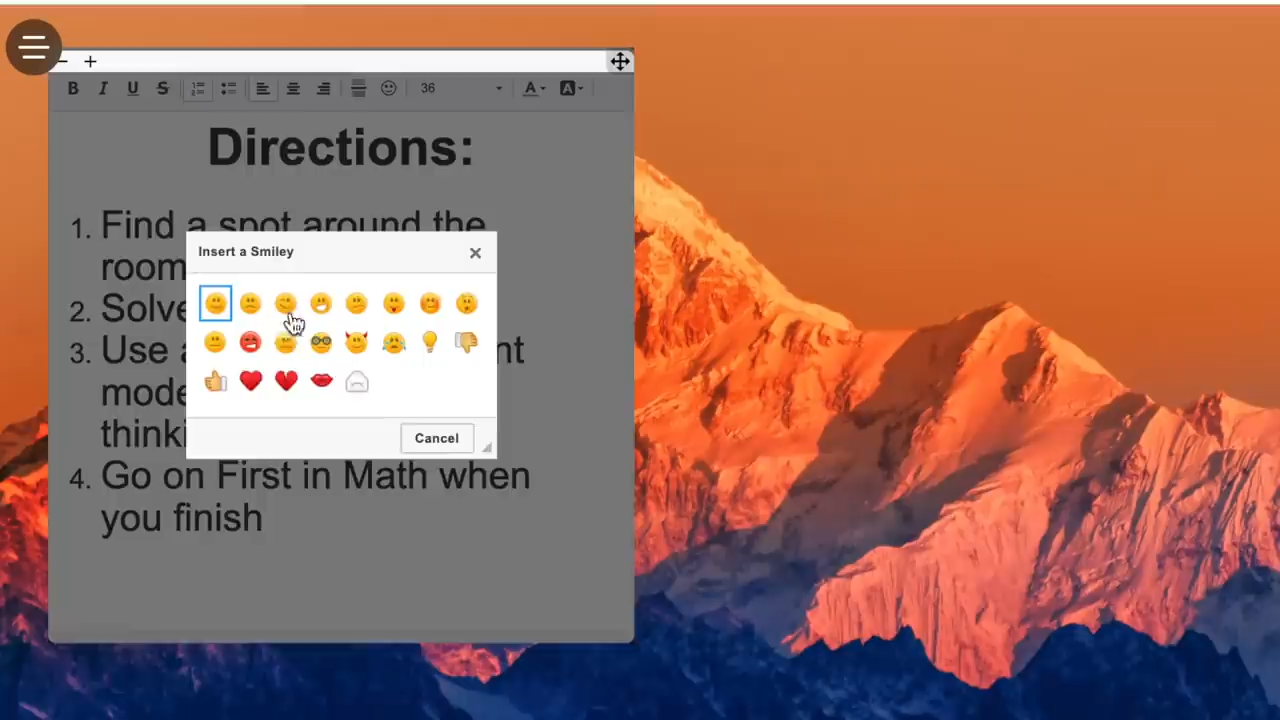 B I U S 36 A A
Directions:
1. Find a spot around the
room
2. Solve
3. Use
mode
thinki
4. Go on First in Math when
you finish
Insert a Smiley
Cancel